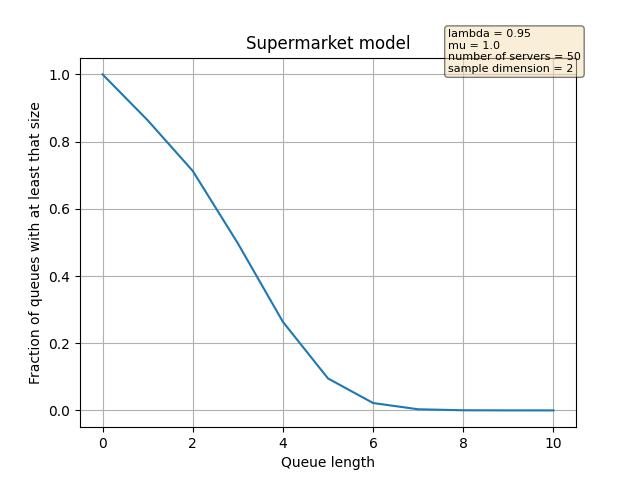 Supermarket model
lambda = 0.95
mu = 1.0
number of servers = 50
sample dimension = 2
Fraction of queues with at least that size
1.0
0.8
0.6
0.4
0.2
0.0
0 2 4 6 8 10
Queue length